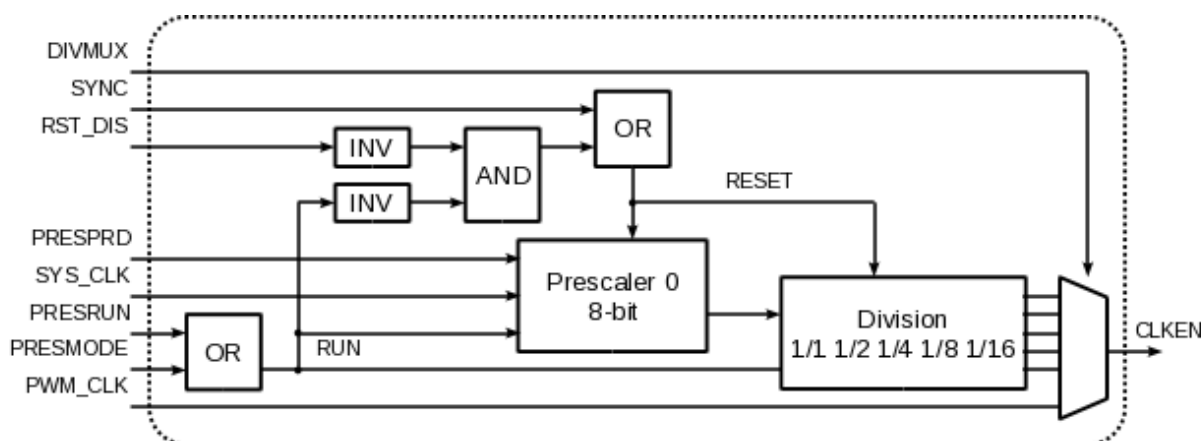 DIVMUX
SYNC
RST_DIS
OR
INV
AND
INV
RESET
PRESPRD
SYS_CLK
Prescaler 0
8-bit
PRESRUN
PRESMODE
OR
RUN
Division
1/1 1/2 1/4 1/8 1/16
CLKEN
PWM_CLK